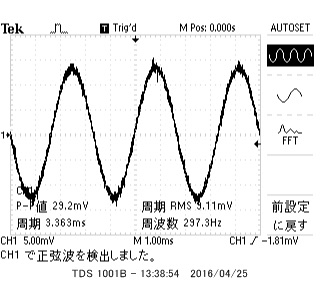 Tek T Trig'd M Pos: 0.000s AUTOSET
FFT
1
CH1
P-P値 29.2mV 周期 RMS 9.11mV
周期 3.363ms 周波数 297.3Hz
前設定
に戻す
CH1 5.00mV M 1.00ms CH1 -1.81mV
CH1 で正弦波を検出しました。
TDS 1001B - 13:38:54 2016/04/25